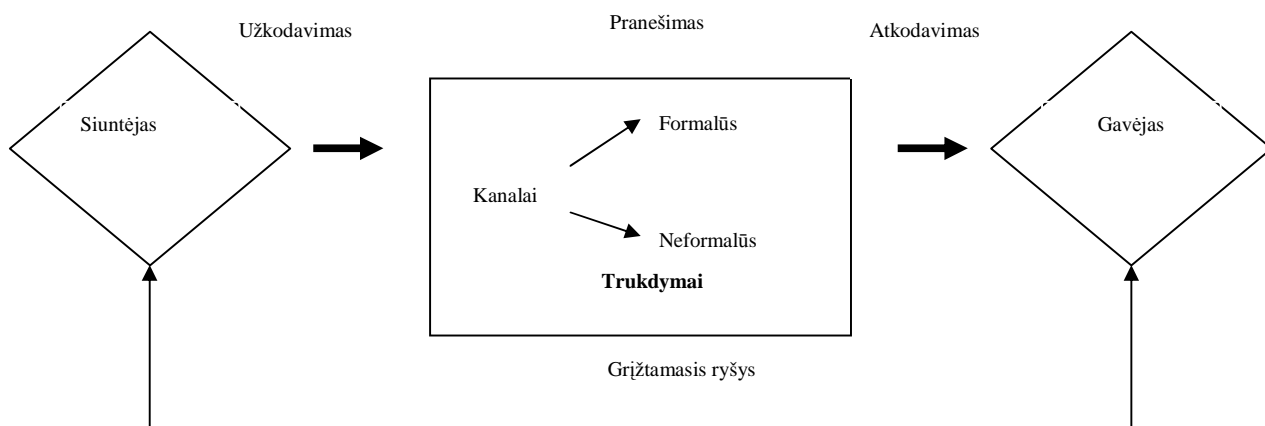 Užkodavimas
Pranešimas
Atkodavimas
Siuntėjas
Formalūs
Gavėjas
Kanalai
Neformalūs
Trukdymai
Grįžtamasis ryšys